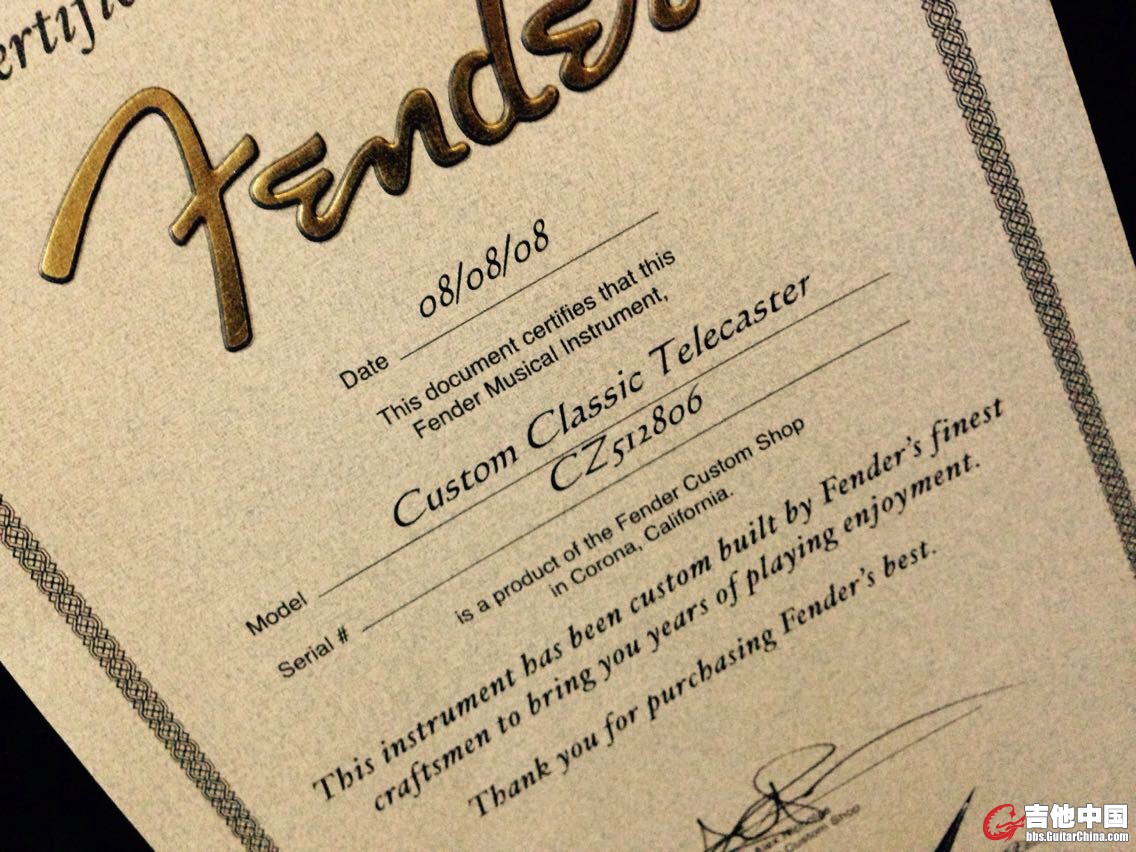 Fender
Date 08/08/08
This document certifies that this
Fender Musical Instrument,
Model Custom Classic Telecaster
Serial # CZ512806
is a product of the Fender Custom Shop
in Corona, California.
This instrument has been custom built by Fender's finest
craftsmen to bring you years of playing enjoyment.
Thank you for purchasing Fender's best.
Custom Shop
吉他中国
bbs.GuitarChina.com